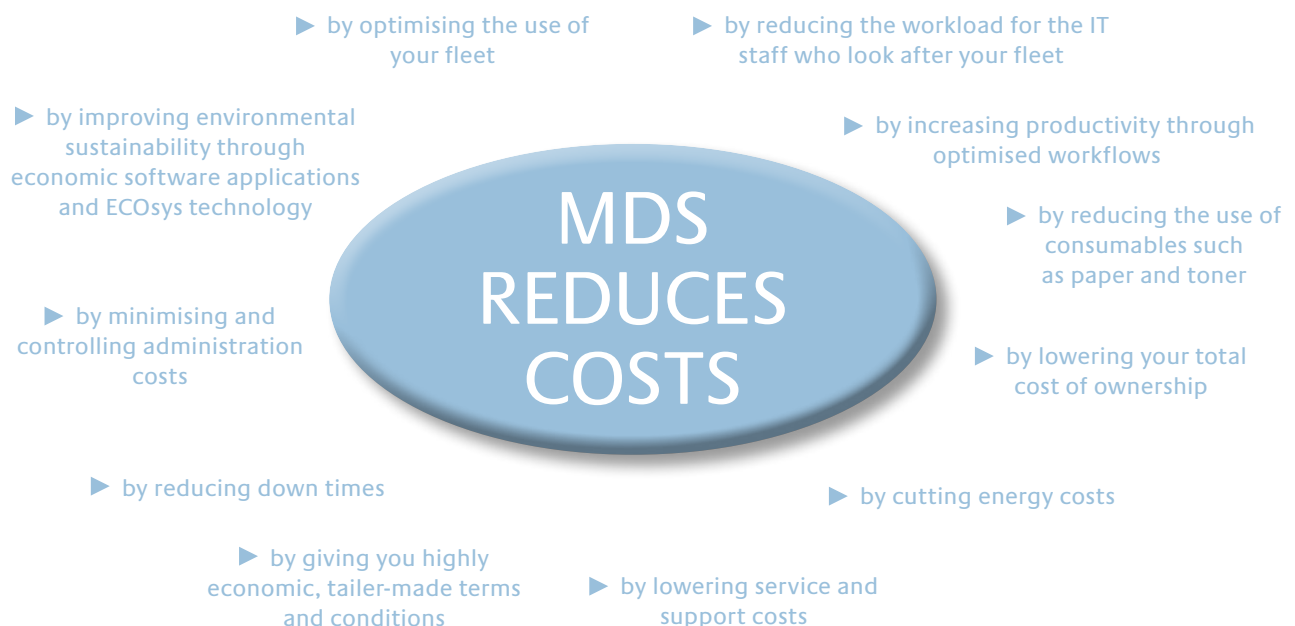 ▶ by optimising the use of
your fleet
▶ by reducing the workload for the IT
staff who look after your fleet
▶ by improving environmental
sustainability through
economic software applications
and ECOsys technology
▶ by increasing productivity through
optimised workflows
▶ by reducing the use of
consumables such
as paper and toner
MDS
REDUCES
COSTS
▶ by minimising and
controlling administration
costs
▶ by lowering your total
cost of ownership
▶ by reducing down times
▶ by cutting energy costs
▶ by giving you highly
economic, tailer-made terms
and conditions
▶ by lowering service and
support costs